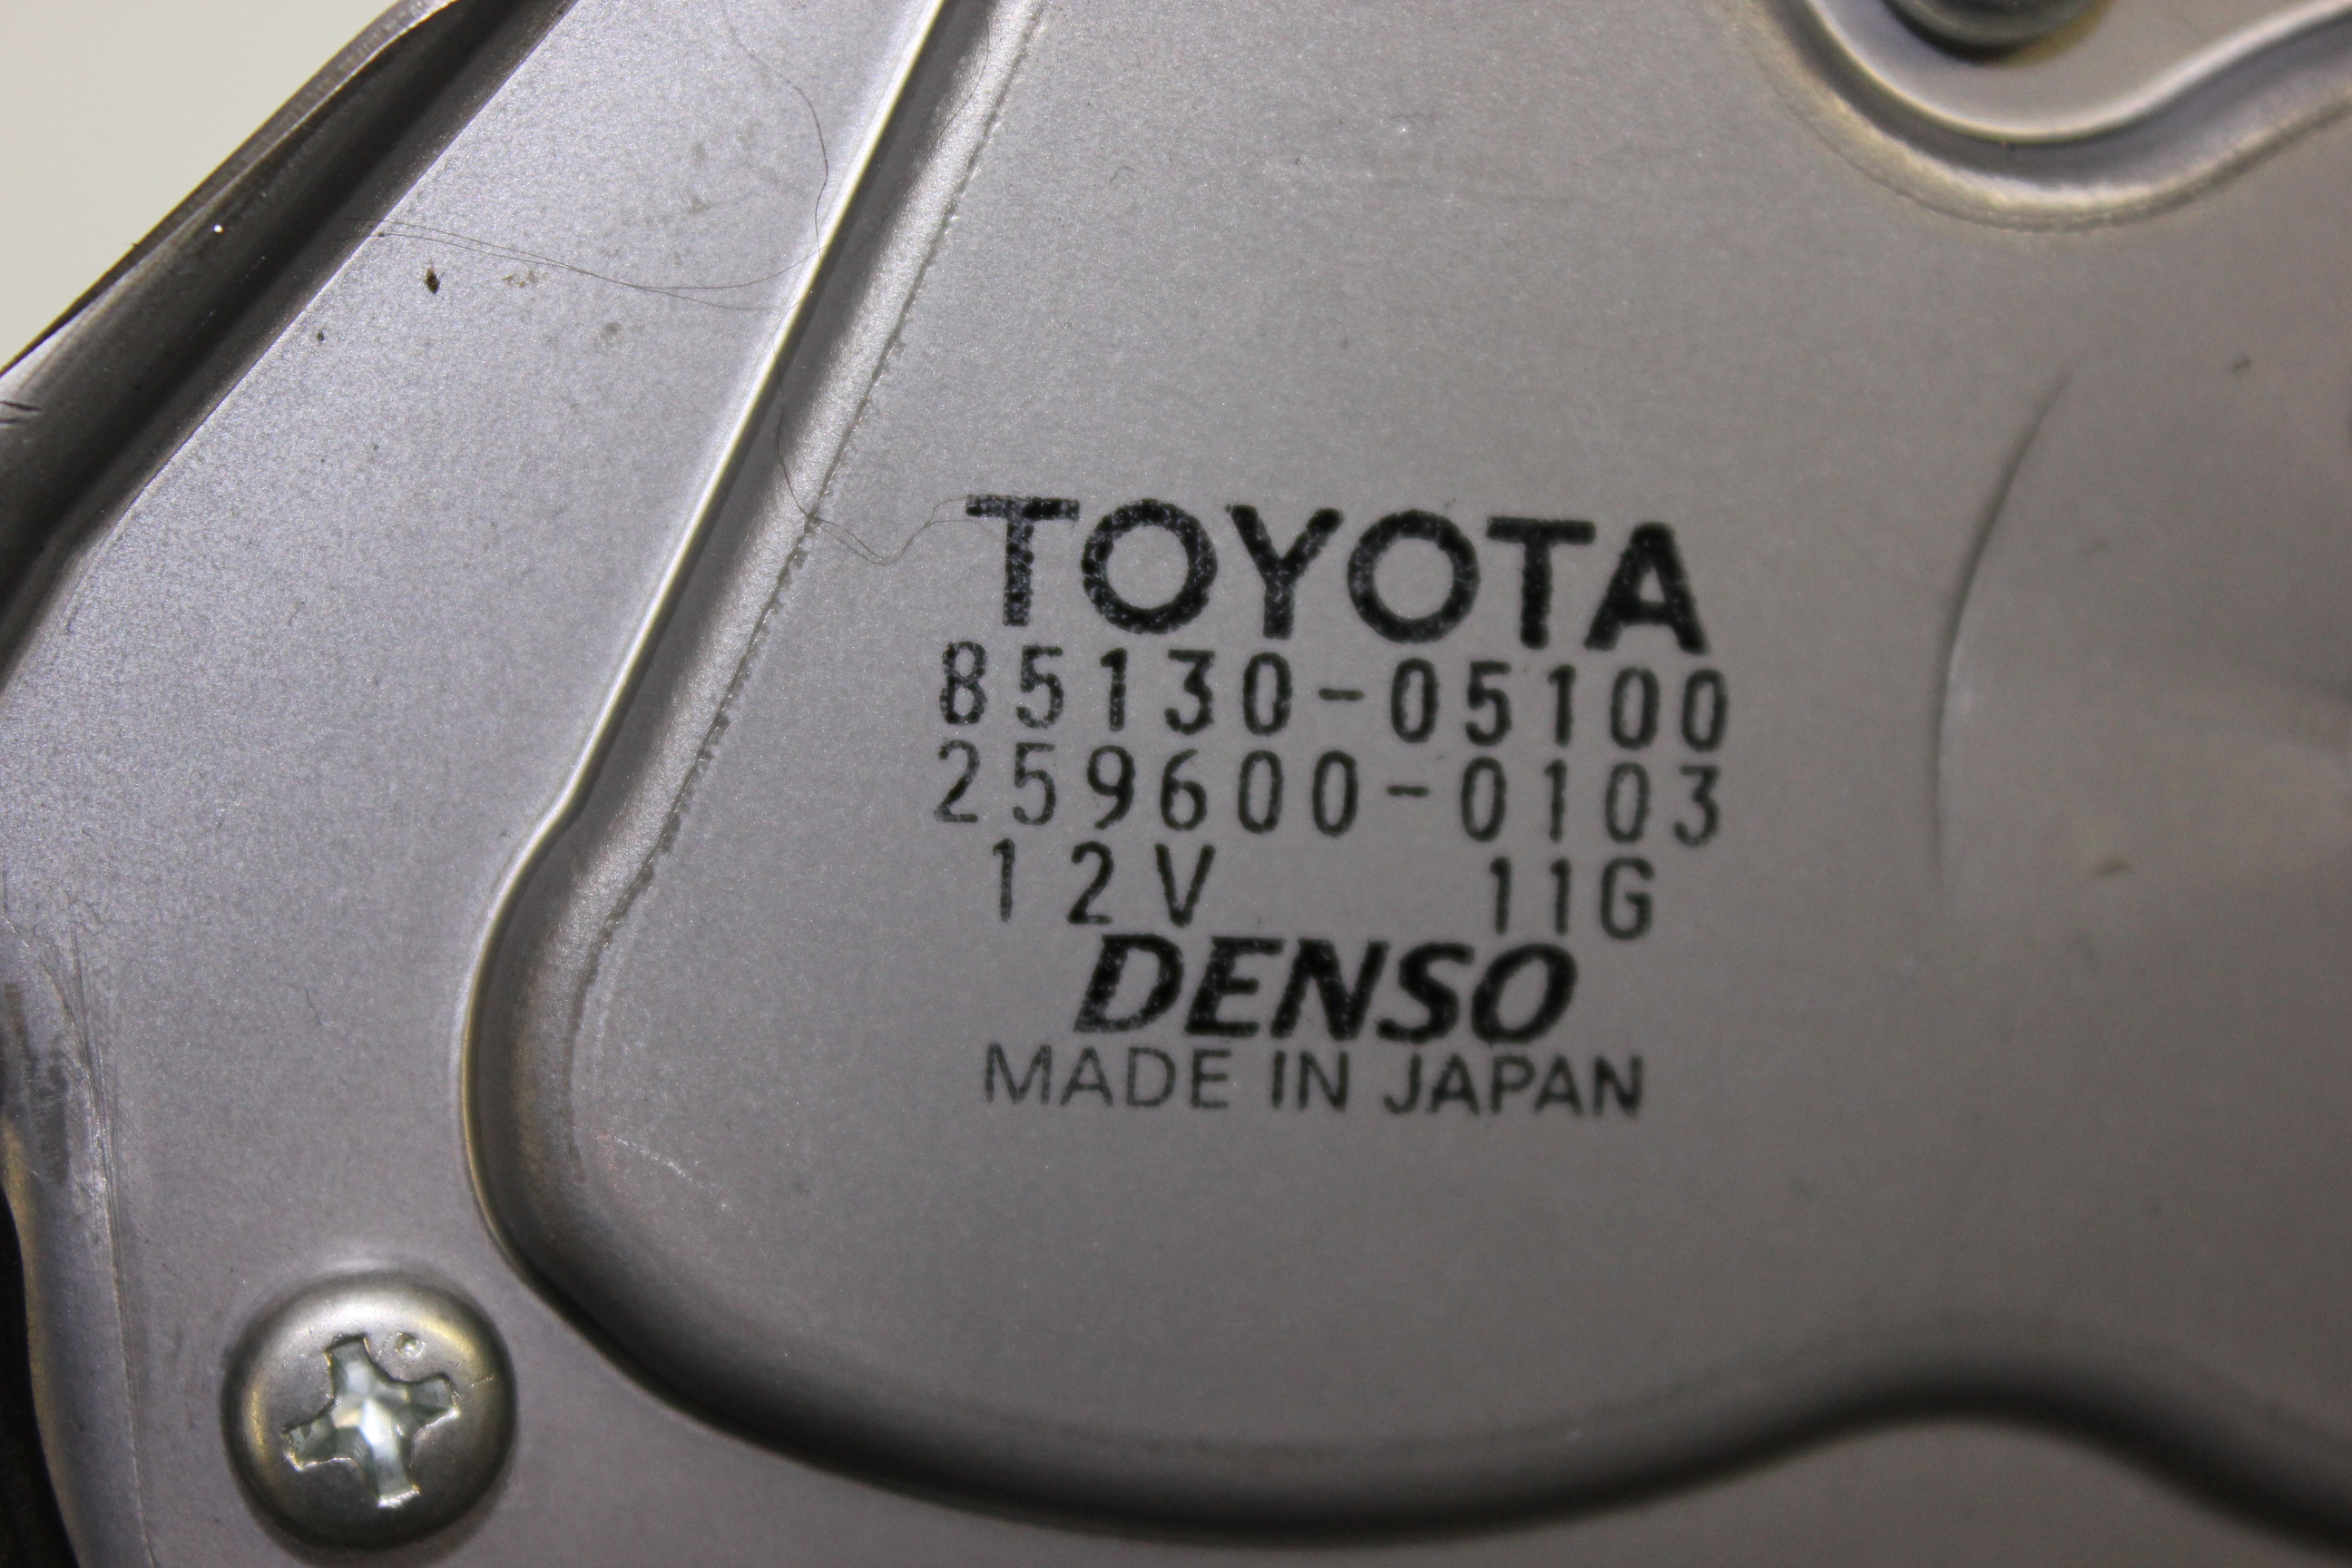 TOYOTA
85130-05100
259600-0103
12V 11G
DENSO
MADE IN JAPAN